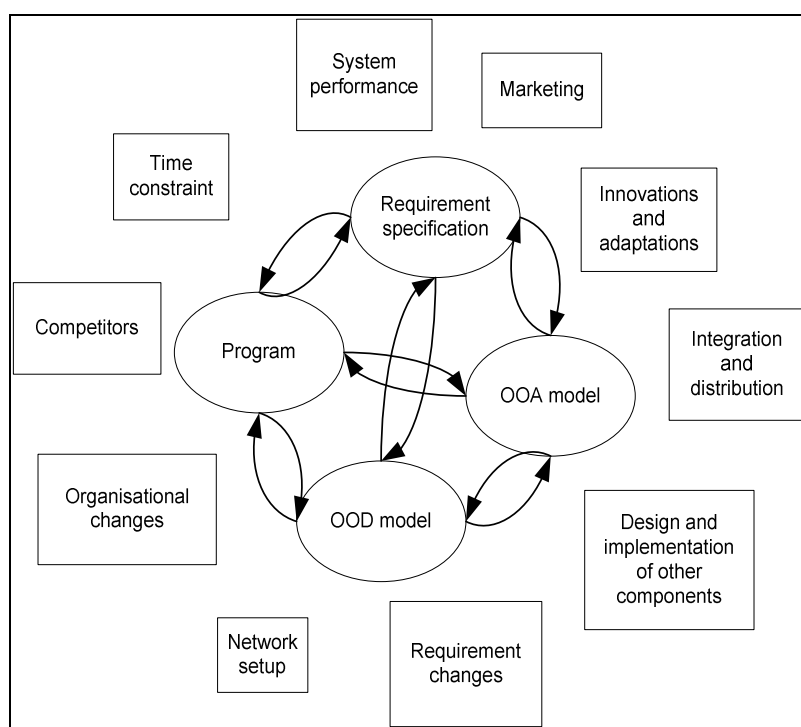 System
performance
Marketing
Time
constraint
Requirement
specification
Innovations
and
adaptations
Competitors
Program
Integration
and
distribution
OOA model
Organisational
changes
OOD model
Design and
implementation
of other
components
Network
setup
Requirement
changes